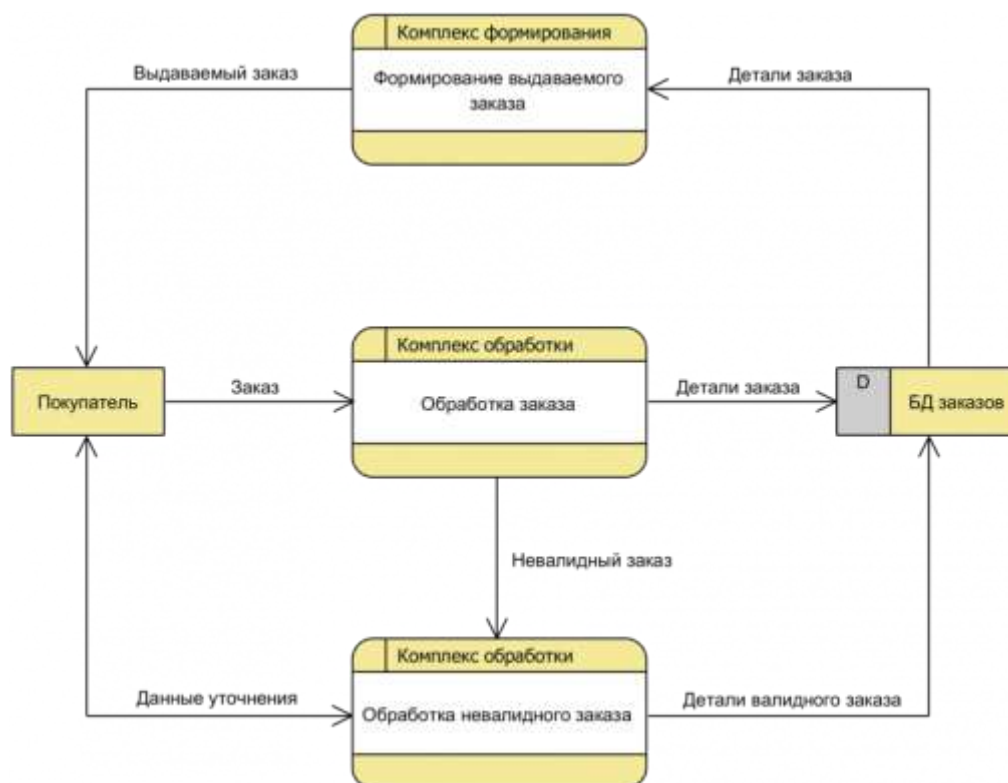 Комплекс формирования
Выдаваемый заказ
Формирование выдаваемого
заказа
Детали заказа
Комплекс обработки
Покупатель
Заказ
Обработка заказа
Детали заказа
D
БД заказов
Невалидный заказ
Комплекс обработки
Данные уточнения
Обработка невалидного заказа
Детали валидного заказа